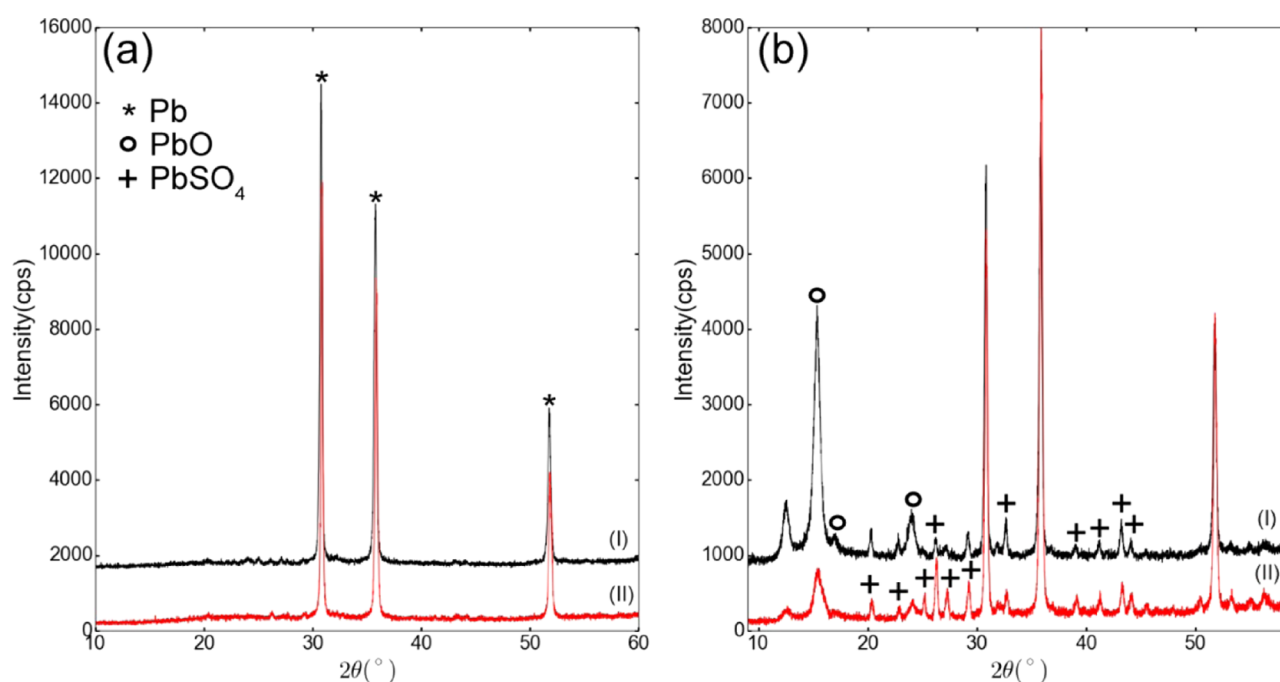 (a)
16000
14000
12000
10000
8000
6000
4000
2000
0
Intensity(cps)
* Pb
o PbO
+ PbSO4
*
*
*
(I)
(II)
10 20 30 40 50 60
2θ(°)
(b)
8000
7000
6000
5000
4000
3000
2000
1000
0
Intensity(cps)
(I)
(II)
10 20 30 40 50
2θ(°)